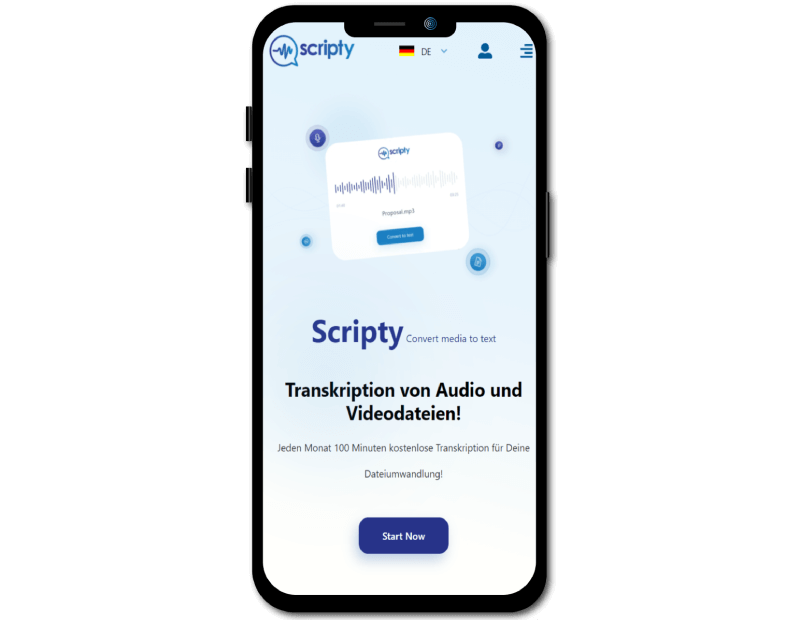 scripty
DE
scripty
Proposal.mp3
Convert to text
Scripty Convert media to text
Transkription von Audio und
Videodateien!
Jeden Monat 100 Minuten kostenlose Transkription für Deine
Dateiumwandlung!
Start Now